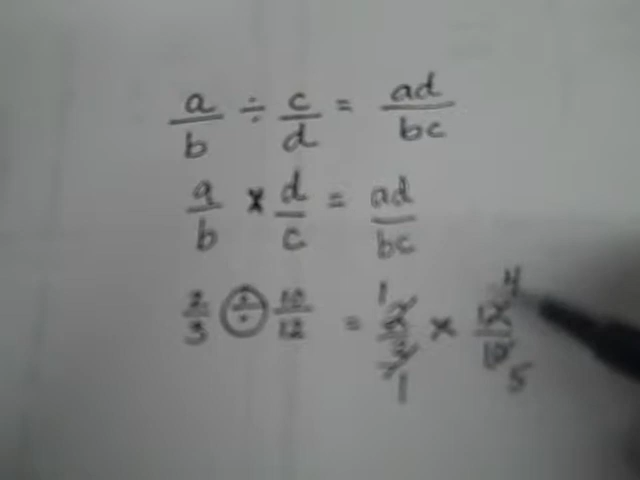 a/b ÷ c/d = ad/bc
a/b × d/c = ad/bc
2/3 ÷ 10/12 = 1 2/3 1 × 12 4/10 5